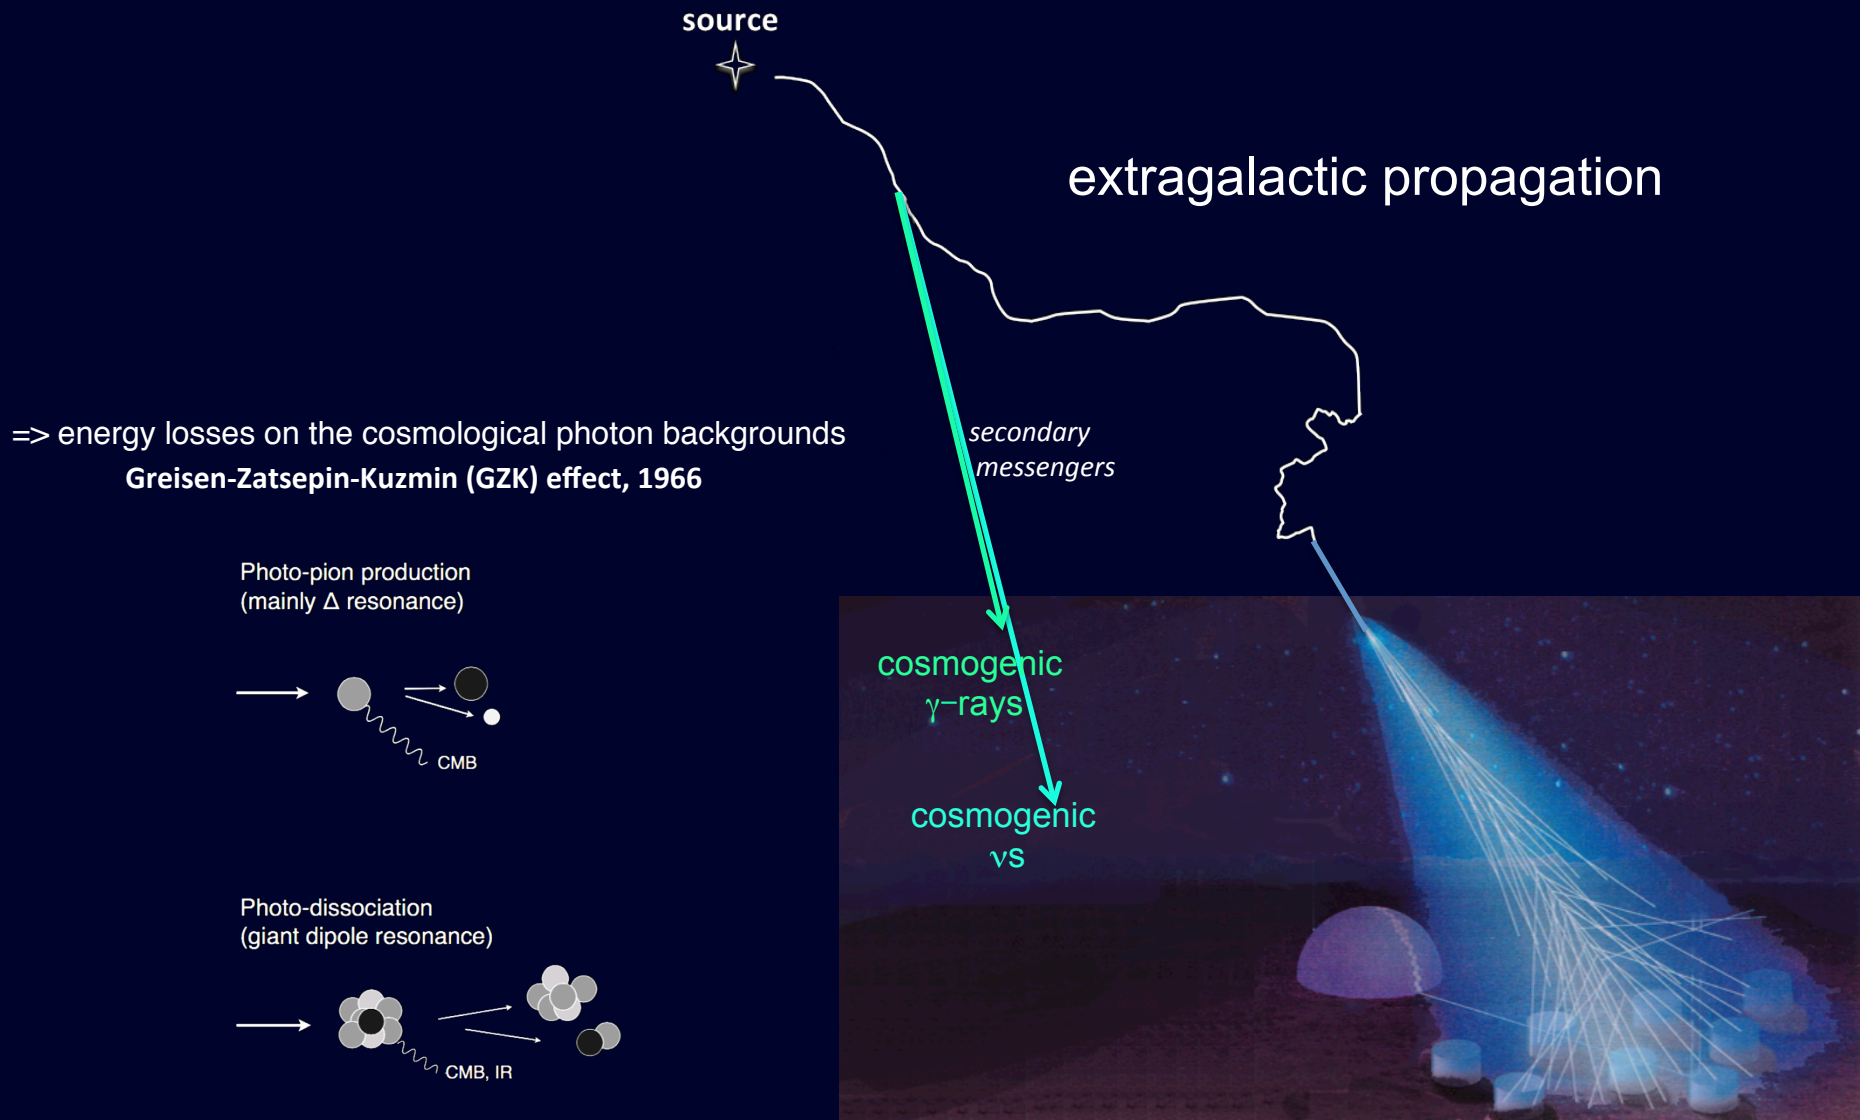 source
extragalactic propagation
=> energy losses on the cosmological photon backgrounds
Greisen-Zatsepin-Kuzmin (GZK) effect, 1966
secondary
messengers
Photo-pion production
(mainly Δ resonance)
CMB
cosmogenic
γ–rays
cosmogenic
νs
Photo-dissociation
(giant dipole resonance)
CMB, IR